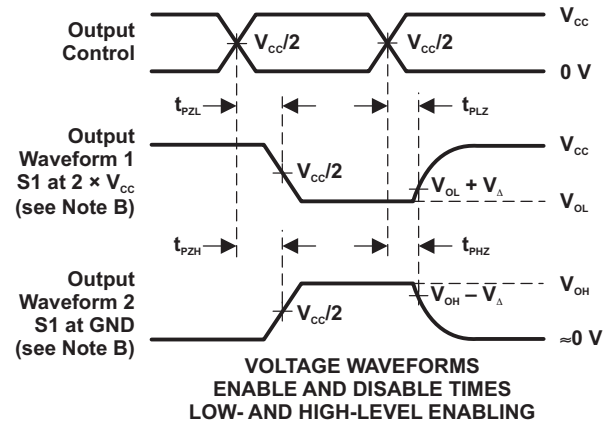 Output
Control
V_CC/2
V_CC/2
V_CC
0 V
t_PZL
t_PLZ
Output
Waveform 1
S1 at 2 × V_CC
(see Note B)
V_CC/2
V_OL + V_Δ
V_CC
V_OL
t_PZH
t_PHZ
Output
Waveform 2
S1 at GND
(see Note B)
V_CC/2
V_OH – V_Δ
V_OH
≈0 V
VOLTAGE WAVEFORMS
ENABLE AND DISABLE TIMES
LOW- AND HIGH-LEVEL ENABLING